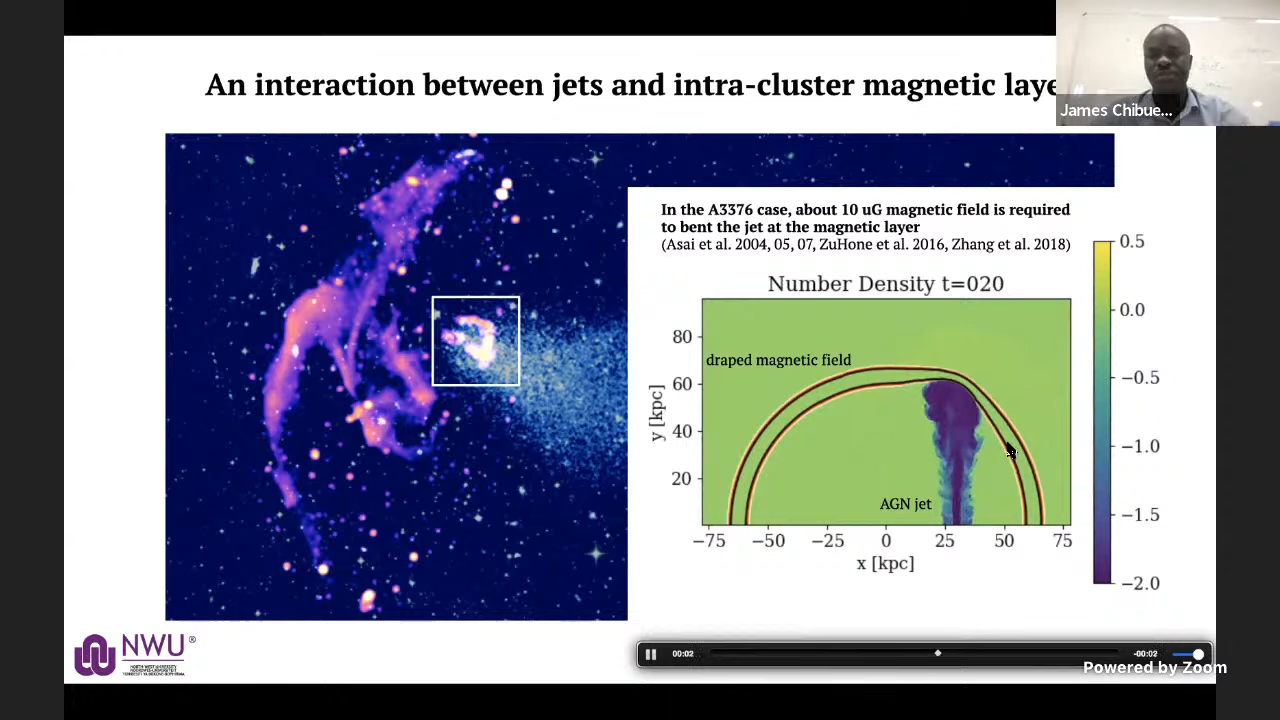 An interaction between jets and intra-cluster magnetic laye
James Chibue...
In the A3376 case, about 10 uG magnetic field is required
to bent the jet at the magnetic layer
(Asai et al. 2004, 05, 07, ZuHone et al. 2016, Zhang et al. 2018)
Number Density t=020
draped magnetic field
AGN jet
y [kpc]
80
60
40
20
−75 −50 −25 0 25 50 75
x [kpc]
0.5
0.0
−0.5
−1.0
−1.5
−2.0
NWU®
00:02 -00:02
Powered by Zoom